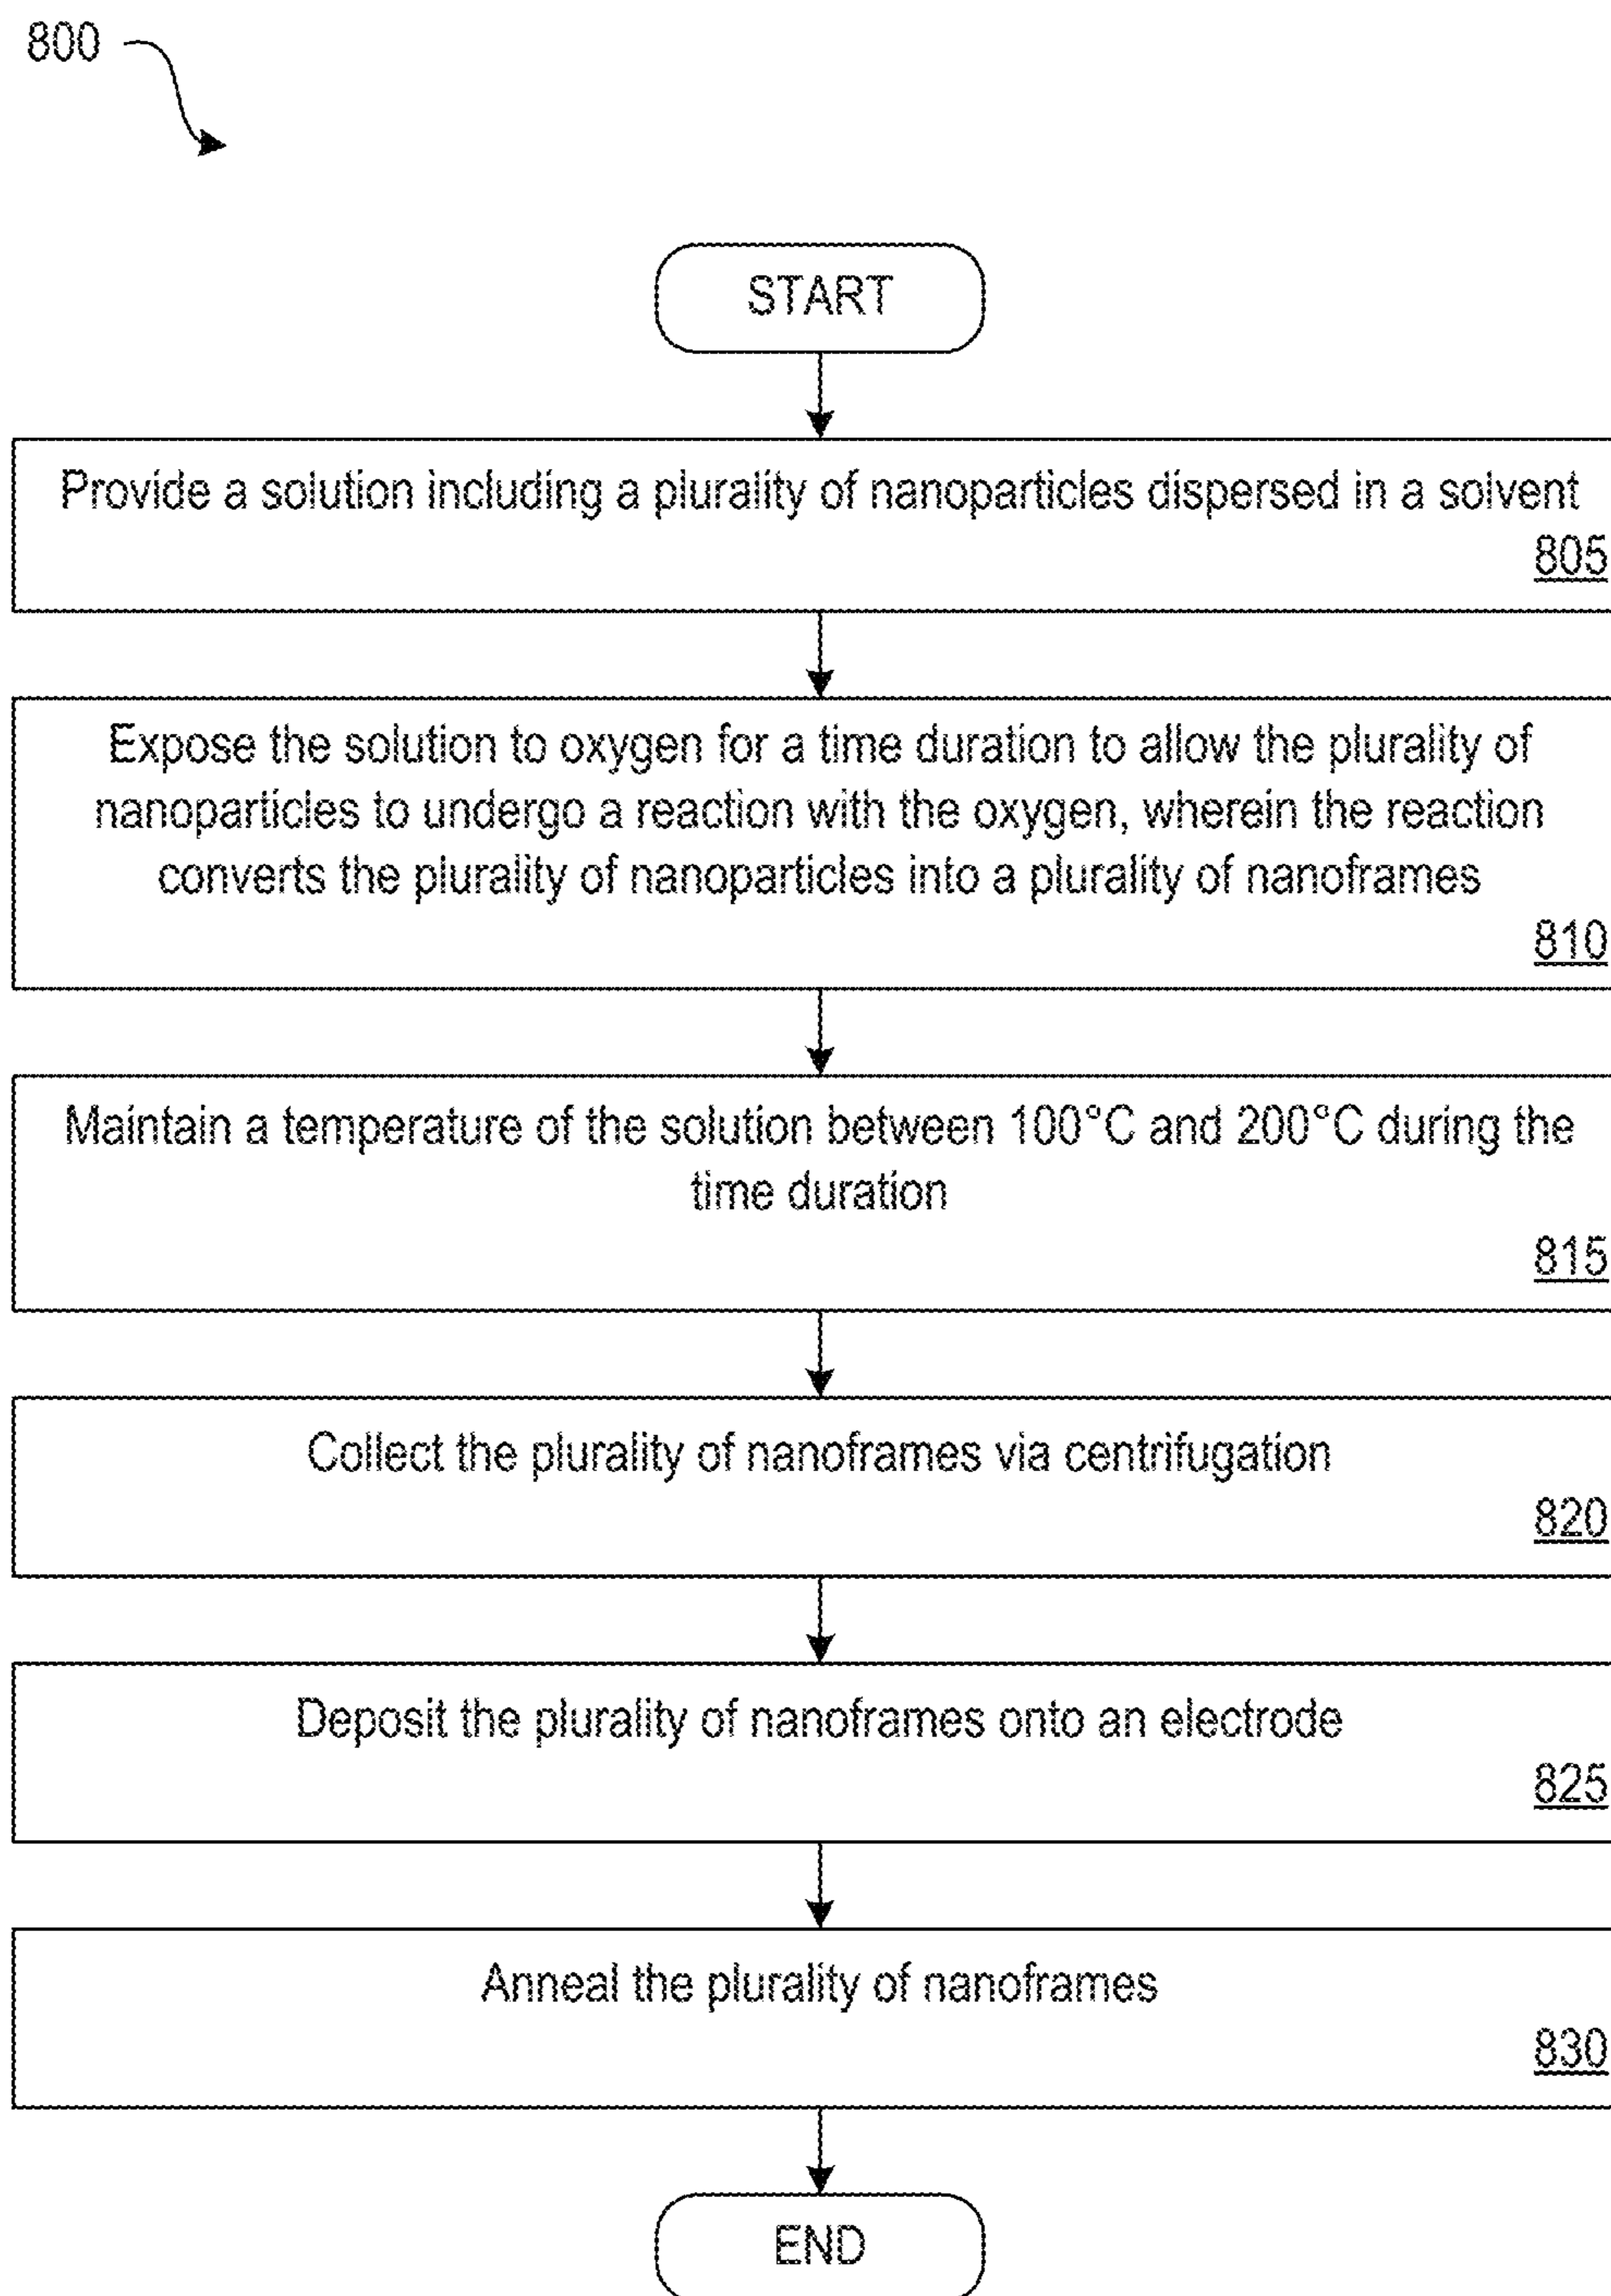 800
START
Provide a solution including a plurality of nanoparticles dispersed in a solvent
805
Expose the solution to oxygen for a time duration to allow the plurality of
nanoparticles to undergo a reaction with the oxygen, wherein the reaction
converts the plurality of nanoparticles into a plurality of nanoframes
810
Maintain a temperature of the solution between 100°C and 200°C during the
time duration
815
Collect the plurality of nanoframes via centrifugation
820
Deposit the plurality of nanoframes onto an electrode
825
Anneal the plurality of nanoframes
830
END